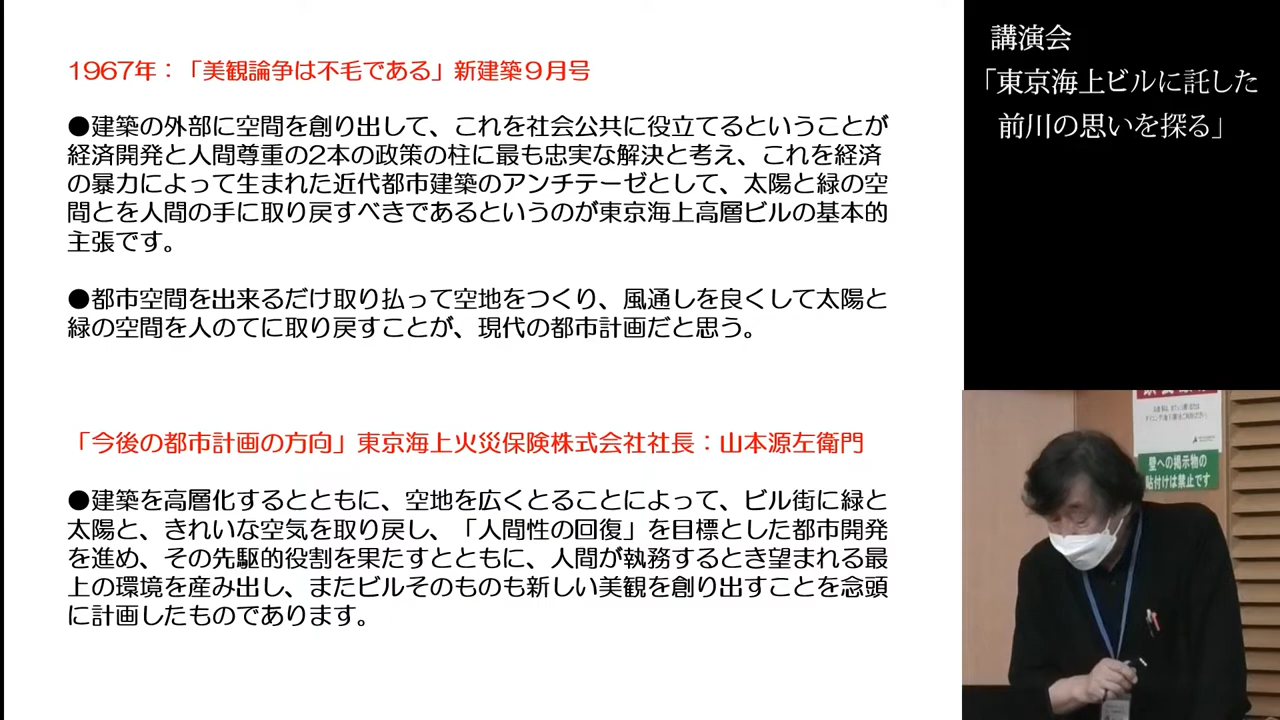 1967年：「美観論争は不毛である」新建築９月号
●建築の外部に空間を創り出して、これを社会公共に役立てるということが
経済開発と人間尊重の2本の政策の柱に最も忠実な解決と考え、これを経済
の暴力によって生まれた近代都市建築のアンチテーゼとして、太陽と緑の空
間とを人間の手に取り戻すべきであるというのが東京海上高層ビルの基本的
主張です。
●都市空間を出来るだけ取り払って空地をつくり、風通しを良くして太陽と
緑の空間を人のてに取り戻すことが、現代の都市計画だと思う。
「今後の都市計画の方向」東京海上火災保険株式会社社長：山本源左衛門
●建築を高層化するとともに、空地を広くとることによって、ビル街に緑と
太陽と、きれいな空気を取り戻し、「人間性の回復」を目標とした都市開発
を進め、その先駆的役割を果たすとともに、人間が執務するとき望まれる最
上の環境を産み出し、またビルそのものも新しい美観を創り出すことを念頭
に計画したものであります。
講演会
「東京海上ビルに託した
前川の思いを探る」
壁への掲示物の
貼付けは禁止です